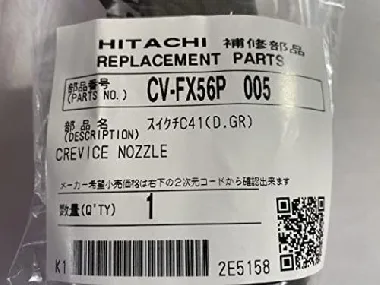 HITACHI 補修部品
REPLACEMENT PARTS
部品番号
(PARTS NO.) CV-FX56P 005
部品名 スイクチC41(D.GR)
(DESCRIPTION)
CREVICE NOZZLE
メーカー希望小売価格は右下の2次元コードから確認出来ます
数量(Q'TY) 1
K1 2E5158